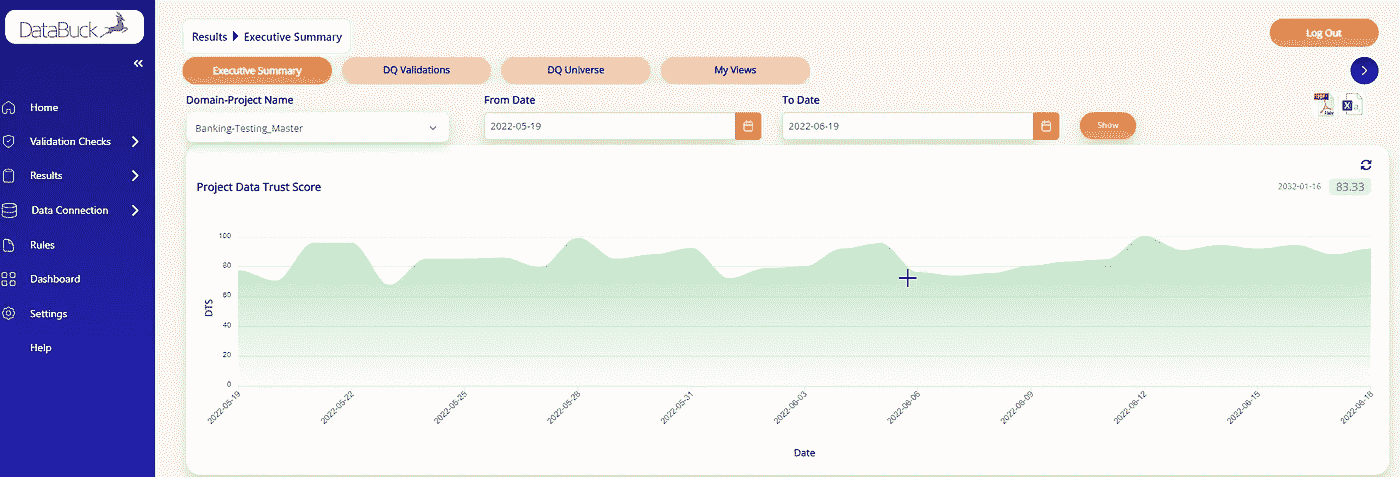 DataBuck
Results Executive Summary
Log Out
Executive Summary
DQ Validations
DQ Universe
My Views
Domain-Project Name
From Date
To Date
Banking-Testing_Master
2022-05-19
2022-06-19
Show
Home
Validation Checks
Results
Data Connection
Rules
Dashboard
Settings
Help
Project Data Trust Score
83.33
100
80
60
40
20
0
DTS
2022-05-19
2022-05-22
2022-05-25
2022-05-28
2022-05-31
2022-06-03
2022-06-06
2022-06-09
2022-06-12
2022-06-15
2022-06-18
Date